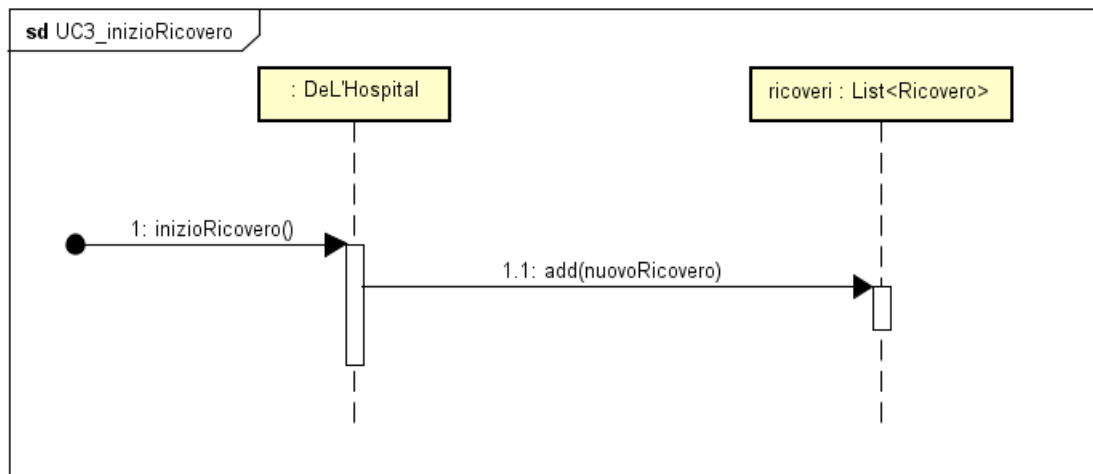 sd UC3_inizioRicovero
: DeL'Hospital
ricoveri : List<Ricovero>
1: inizioRicovero()
1.1: add(nuovoRicovero)